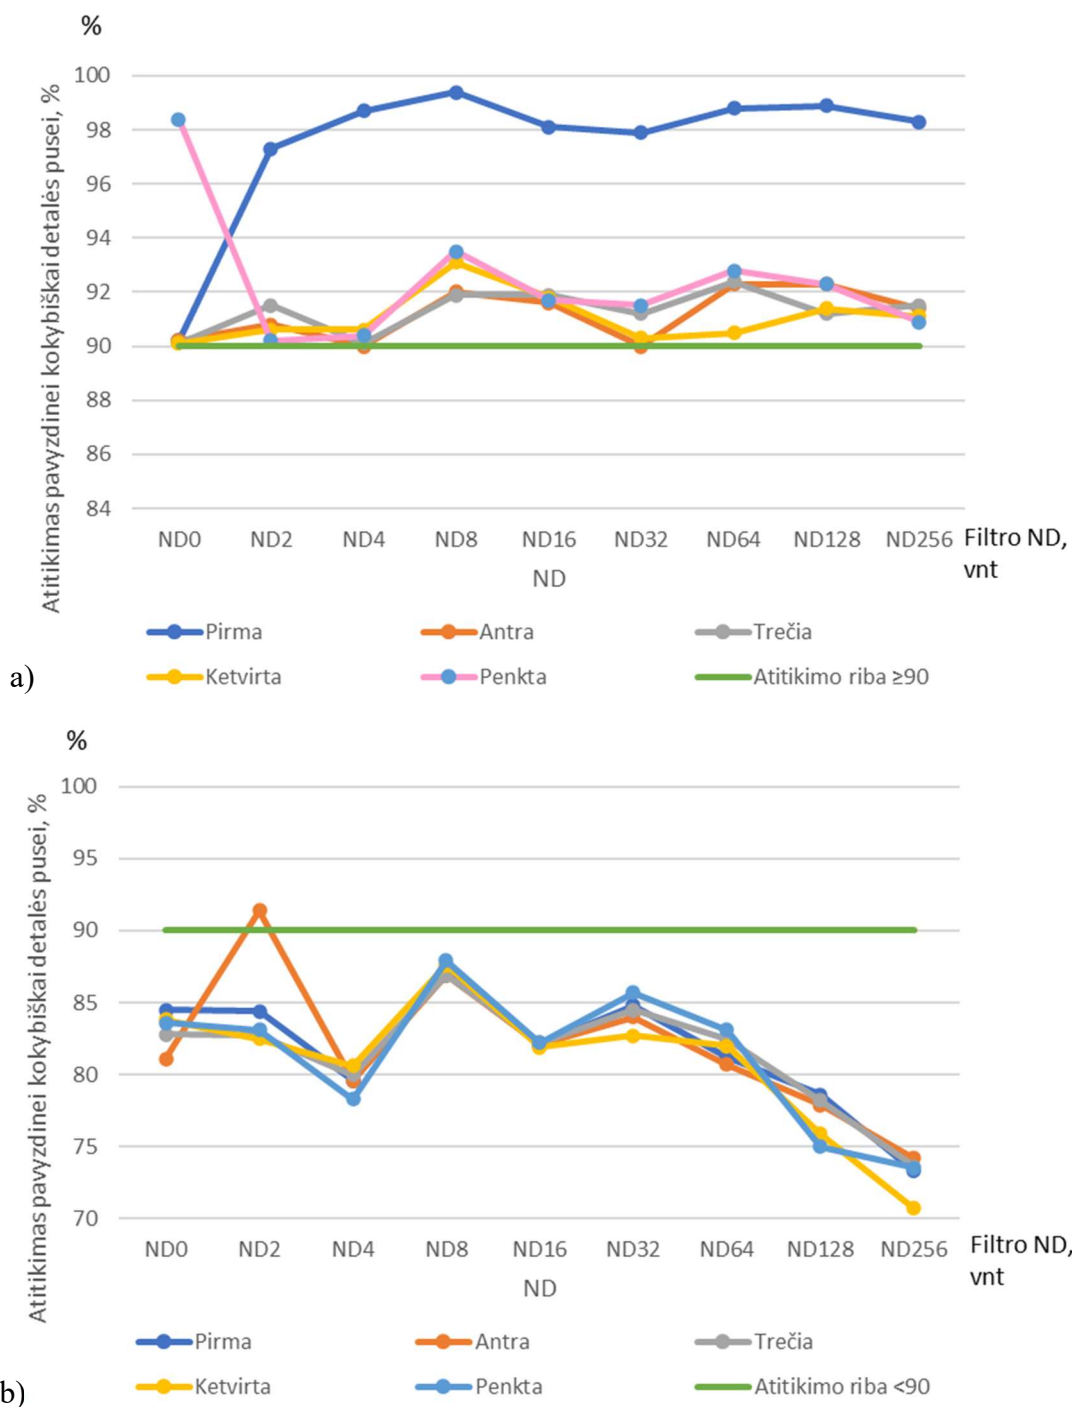 %
Atitikimas pavyzdinei kokybiškai detalės pusei, %
100
98
96
94
92
90
88
86
84
ND0 ND2 ND4 ND8 ND16 ND32 ND64 ND128 ND256
Filtro ND,
vnt
ND
Pirma Antra Trečia
Ketvirta Penkta Atitikimo riba ≥90
a)
%
Atitikimas pavyzdinei kokybiškai detalės pusei, %
100
95
90
85
80
75
70
ND0 ND2 ND4 ND8 ND16 ND32 ND64 ND128 ND256
Filtro ND,
vnt
ND
Pirma Antra Trečia
Ketvirta Penkta Atitikimo riba <90
b)